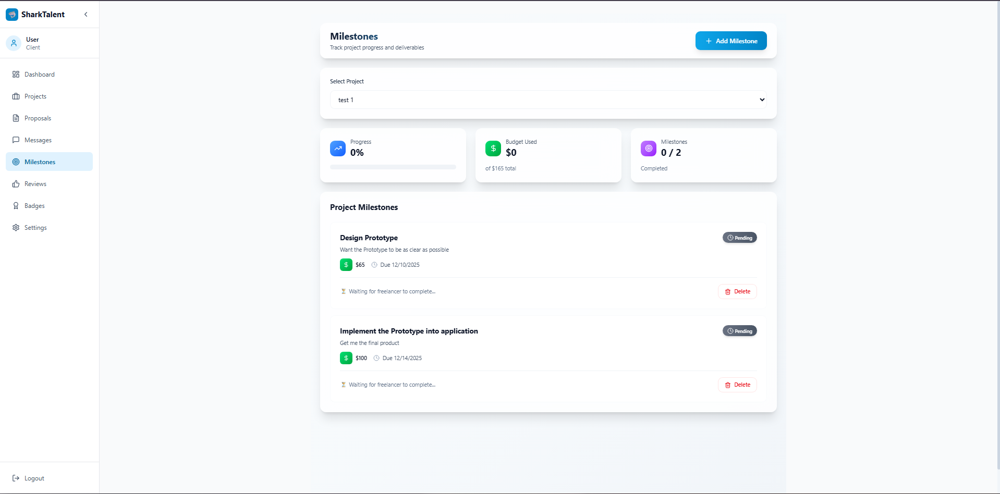 SharkTalent
User
Client
Dashboard
Projects
Proposals
Messages
Milestones
Reviews
Badges
Settings
Logout
Milestones
Track project progress and deliverables
Add Milestone
Select Project
test 1
Progress
0%
Budget Used
$0
of $165 total
Milestones
0 / 2
Completed
Project Milestones
Design Prototype
Pending
Want the Prototype to be as clear as possible
$ $65 Due 12/10/2025
Waiting for freelancer to complete...
Delete
Implement the Prototype into application
Pending
Get me the final product
$ $100 Due 12/14/2025
Waiting for freelancer to complete...
Delete